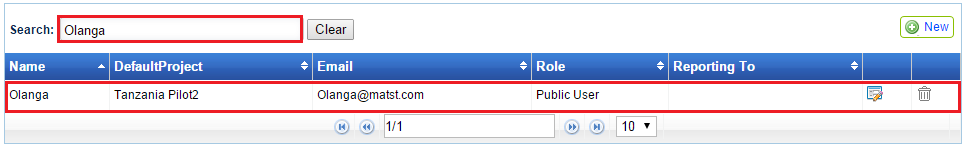 Search: Olanga Clear New
Name DefaultProject Email Role Reporting To
Olanga Tanzania Pilot2 Olanga@matst.com Public User
1/1 10